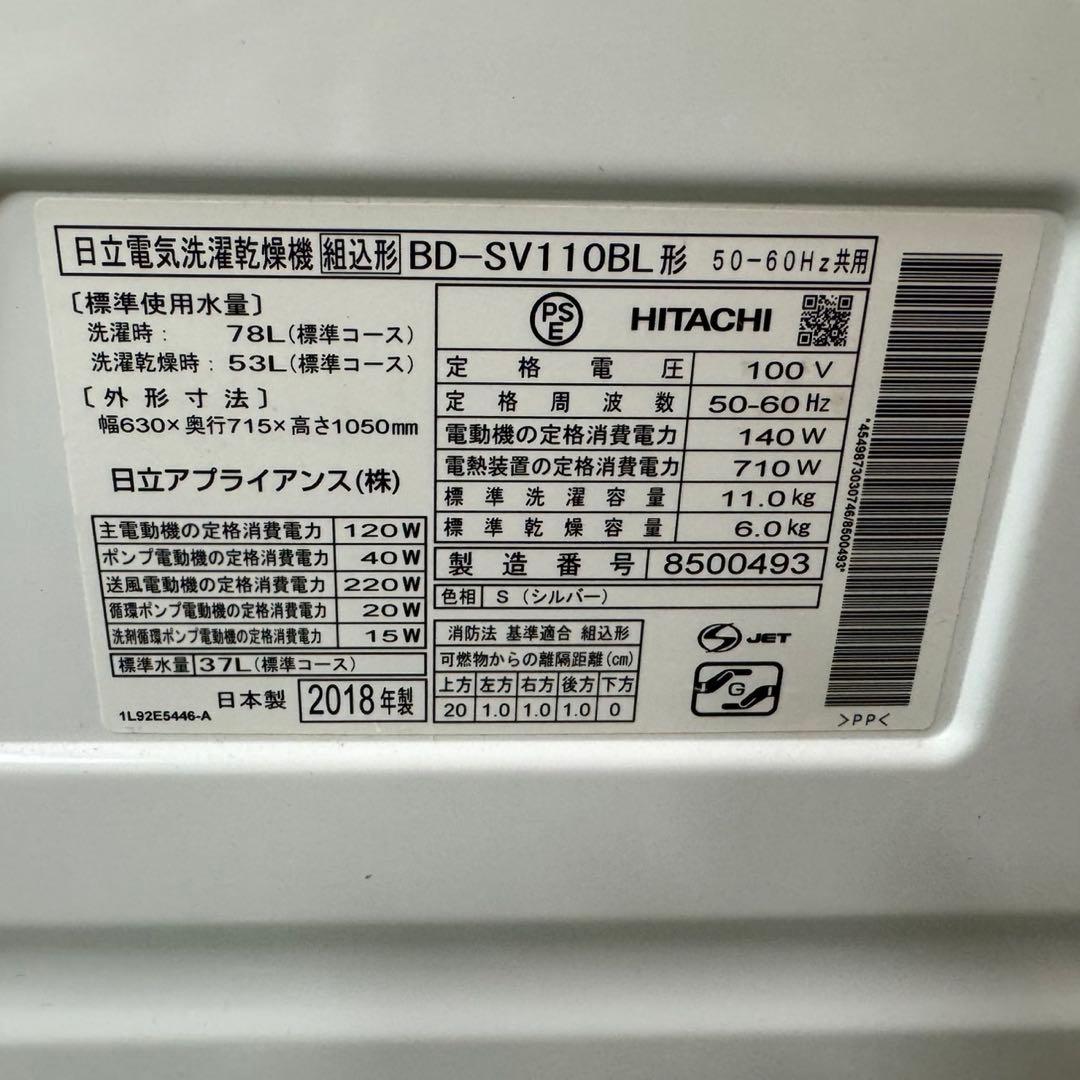 日立電気洗濯乾燥機 組込形 BD-SV110BL形 50-60Hz共用
〔標準使用水量〕
洗濯時: 78L(標準コース)
洗濯乾燥時: 53L(標準コース)
〔外形寸法〕
幅630×奥行715×高さ1050mm
日立アプライアンス(株)
主電動機の定格消費電力 120W
ポンプ電動機の定格消費電力 40W
送風電動機の定格消費電力 220W
循環ポンプ電動機の定格消費電力 20W
洗剤循環ポンプ電動機の定格消費電力 15W
標準水量 37L(標準コース)
1L92E5446-A 日本製 2018年製
PSE HITACHI
定格電圧 100V
定格周波数 50-60Hz
電動機の定格消費電力 140W
電熱装置の定格消費電力 710W
標準洗濯容量 11.0kg
標準乾燥容量 6.0kg
製造番号 8500493
色相 S(シルバー)
消防法 基準適合 組込形
可燃物からの離隔距離(cm)
上方 左方 右方 後方 下方
20 1.0 1.0 1.0 0
S JET
G
>PP<
*4549873030746/8500493*